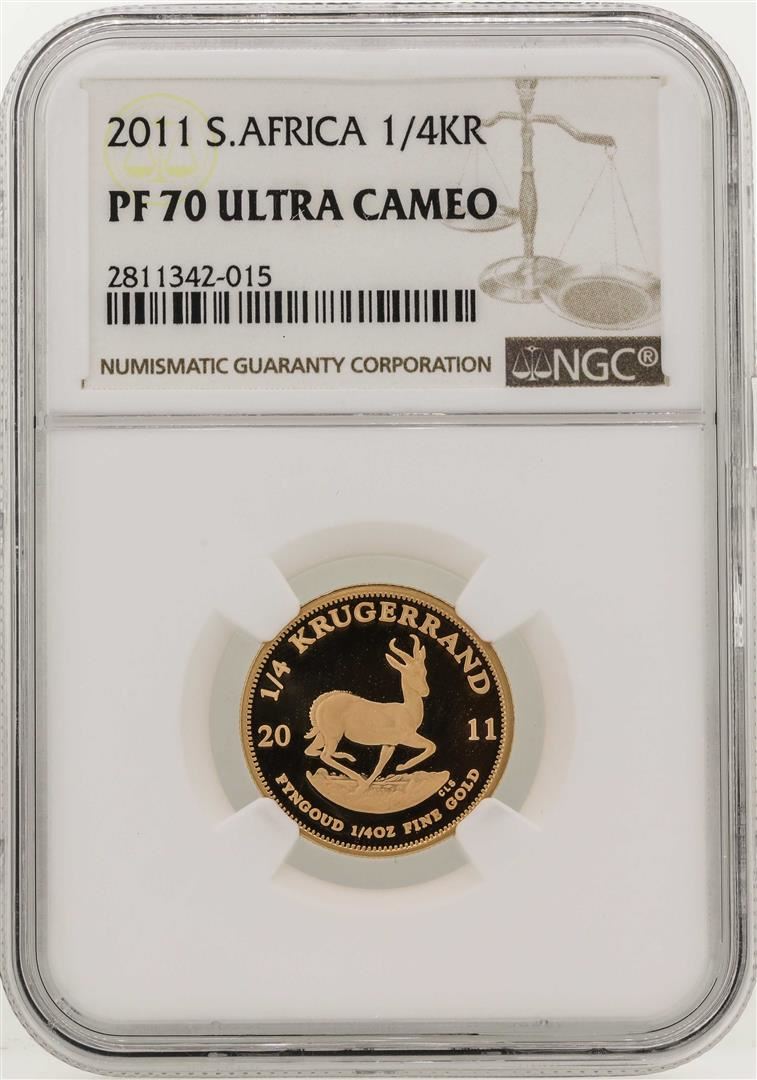 2011 S.AFRICA 1/4KR
PF 70 ULTRA CAMEO
2811342-015
NUMISMATIC GUARANTY CORPORATION
NGC®
1/4 KRUGERRAND
20 11
CLS
FYNGOUD 1/4OZ FINE GOLD